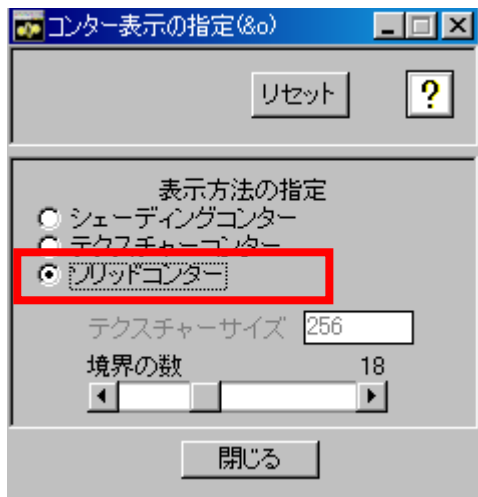 コンター表示の指定(&o)
リセット
?
表示方法の指定
シェーディングコンター
テクスチャーコンター
ソリッドコンター
テクスチャーサイズ 256
境界の数 18
閉じる